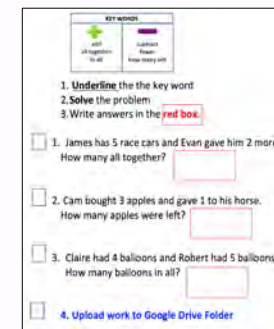 KEY WORDS
add
all together
in all
subtract
fewer
how many left
1. Underline the the key word
2. Solve the problem
3. Write answers in the red box.
1. James has 5 race cars and Evan gave him 2 more
How many all together?
2. Cam bought 3 apples and gave 1 to his horse.
How many apples were left?
3. Claire had 4 balloons and Robert had 5 balloons
How many balloons in all?
4. Upload work to Google Drive Folder